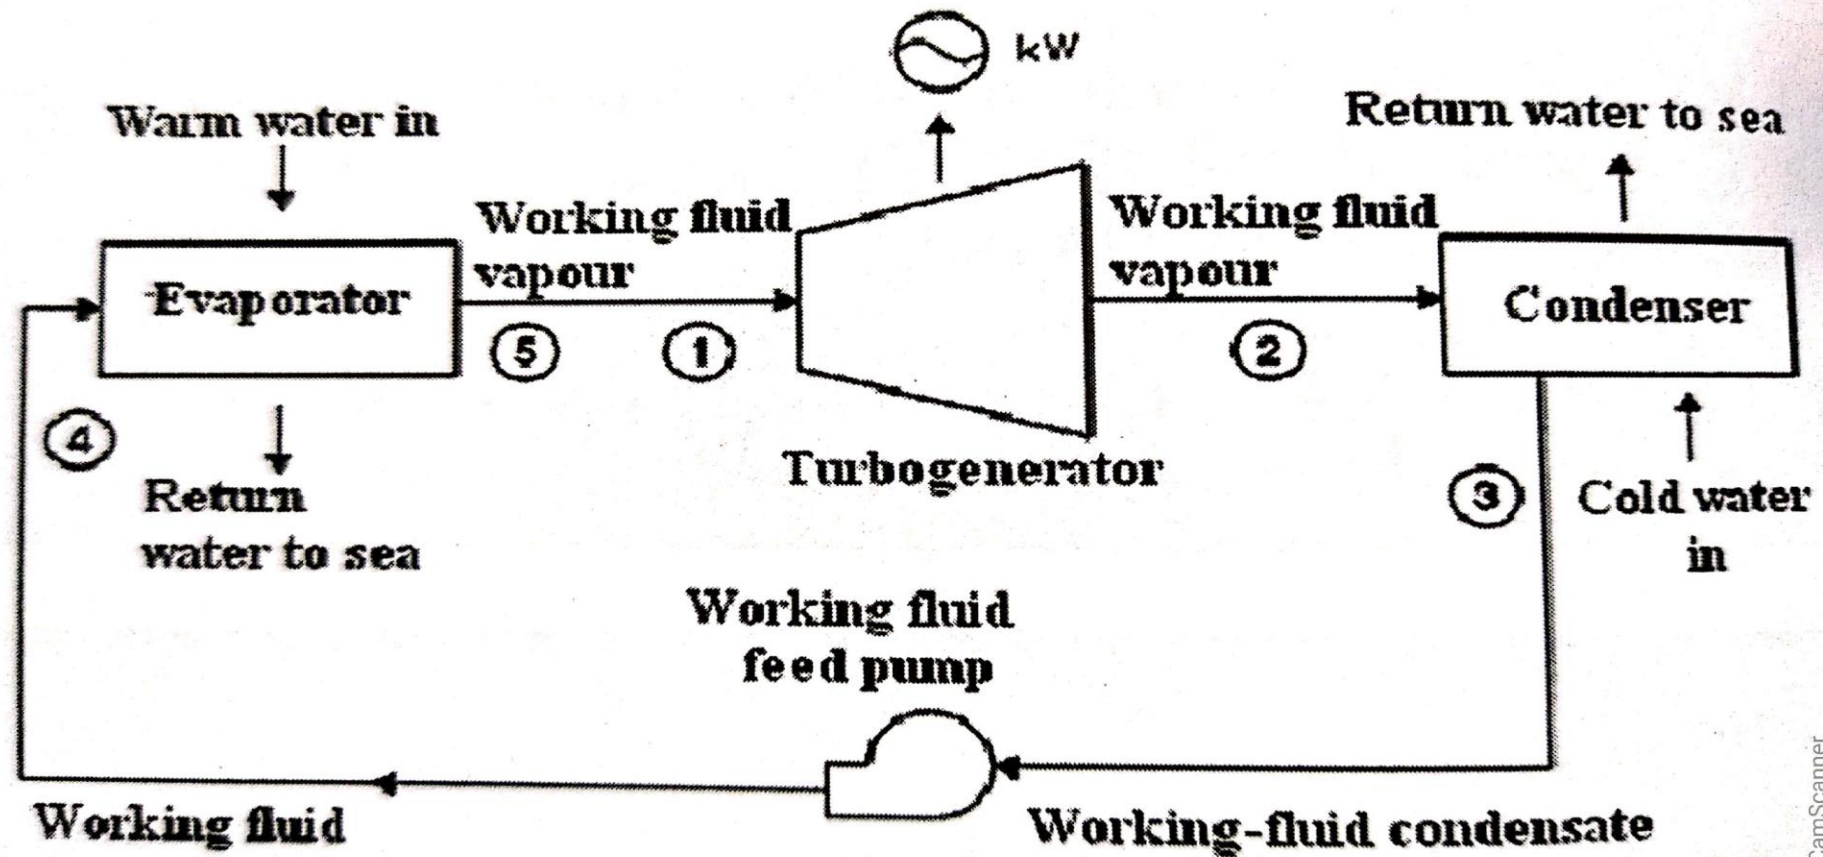 kW
Warm water in
Return water to sea
Working fluid
vapour
Working fluid
vapour
Evaporator
Condenser
5
1
2
4
3
Return
water to sea
Turbogenerator
Cold water
in
Working fluid
feed pump
Working fluid
Working-fluid condensate
CamScanner